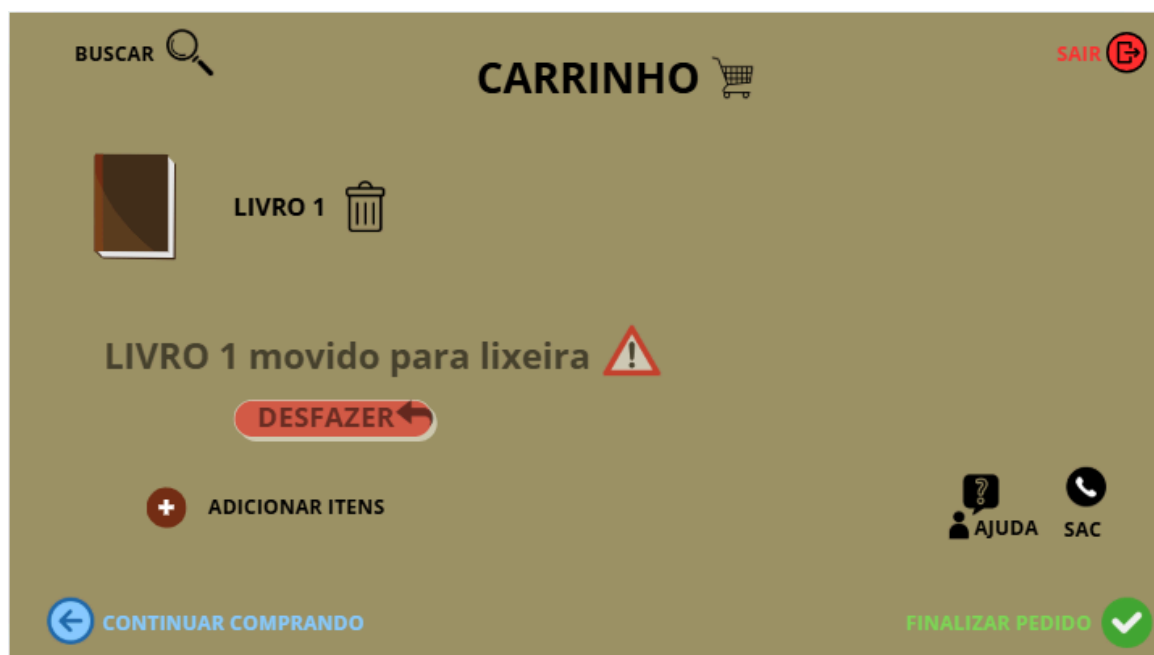 BUSCAR
SAIR
CARRINHO
LIVRO 1
LIVRO 1 movido para lixeira
DESFAZER
ADICIONAR ITENS
AJUDA
SAC
CONTINUAR COMPRANDO
FINALIZAR PEDIDO